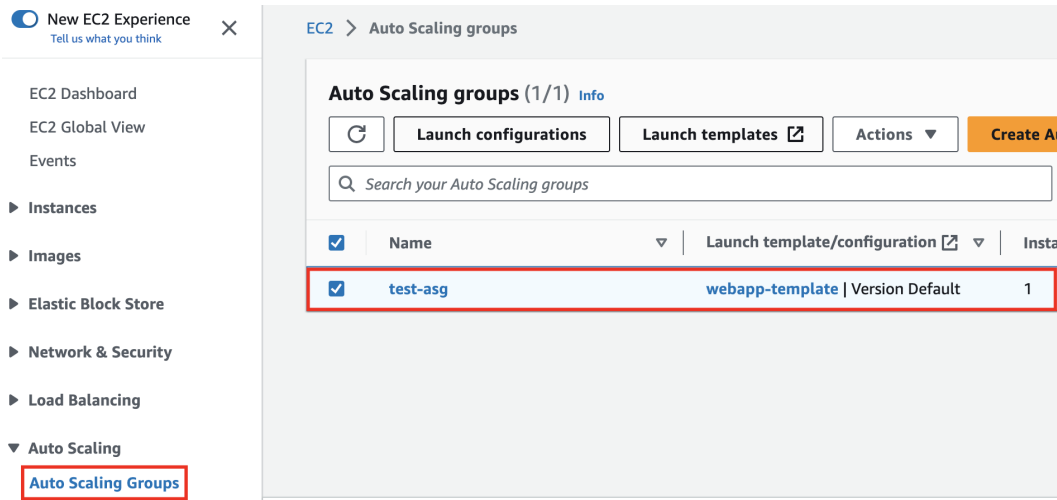 New EC2 Experience
Tell us what you think
EC2 Dashboard
EC2 Global View
Events
Instances
Images
Elastic Block Store
Network & Security
Load Balancing
Auto Scaling
Auto Scaling Groups
EC2 > Auto Scaling groups
Auto Scaling groups (1/1) Info
Launch configurations Launch templates Actions Create Au
Search your Auto Scaling groups
Name Launch template/configuration Insta
test-asg webapp-template | Version Default 1